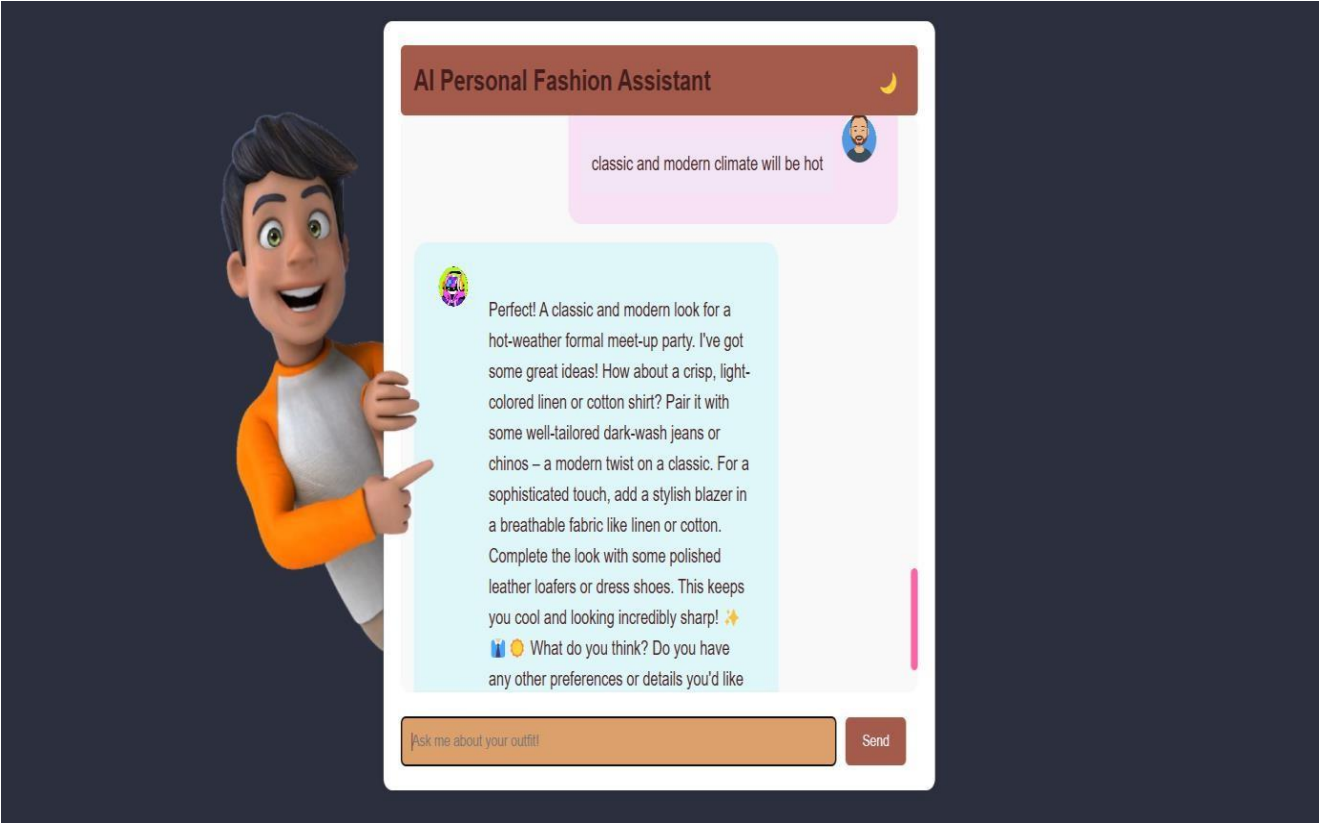 AI Personal Fashion Assistant 🌙
classic and modern climate will be hot
Perfect! A classic and modern look for a
hot-weather formal meet-up party. I've got
some great ideas! How about a crisp, light-
colored linen or cotton shirt? Pair it with
some well-tailored dark-wash jeans or
chinos – a modern twist on a classic. For a
sophisticated touch, add a stylish blazer in
a breathable fabric like linen or cotton.
Complete the look with some polished
leather loafers or dress shoes. This keeps
you cool and looking incredibly sharp! ✨
👔 🌞 What do you think? Do you have
any other preferences or details you'd like
Ask me about your outfit!
Send